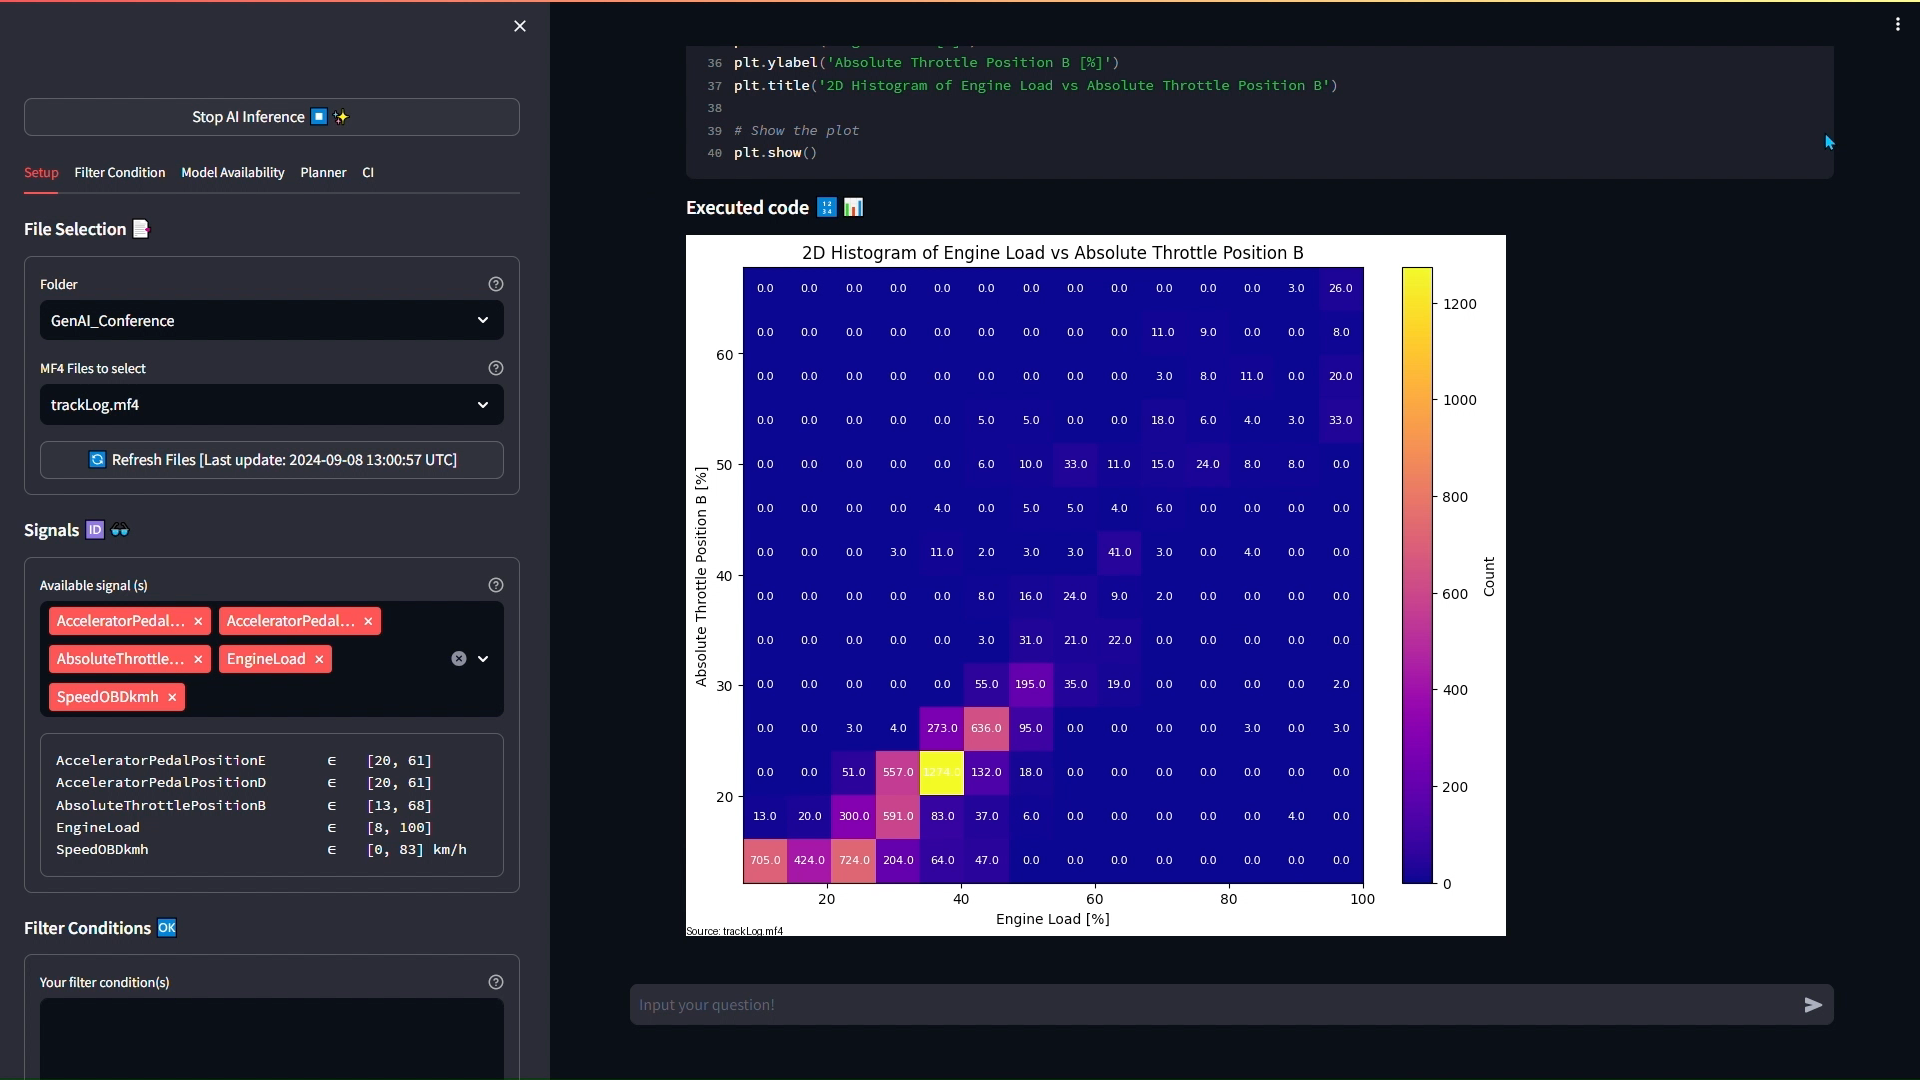 Stop AI Inference
Setup Filter Condition Model Availability Planner CI
File Selection
Folder
GenAI_Conference
MF4 Files to select
trackLog.mf4
Refresh Files [Last update: 2024-09-08 13:00:57 UTC]
Signals ID
Available signal (s)
AcceleratorPedal... × AcceleratorPedal... ×
AbsoluteThrottle... × EngineLoad ×
SpeedOBDkmh ×
AcceleratorPedalPositionE ∈ [20, 61]
AcceleratorPedalPositionD ∈ [20, 61]
AbsoluteThrottlePositionB ∈ [13, 68]
EngineLoad ∈ [8, 100]
SpeedOBDkmh ∈ [0, 83] km/h
Filter Conditions OK
Your filter condition(s)
36 plt.ylabel('Absolute Throttle Position B [%]')
37 plt.title('2D Histogram of Engine Load vs Absolute Throttle Position B')
38
39 # Show the plot
40 plt.show()
Executed code
2D Histogram of Engine Load vs Absolute Throttle Position B
0.0 0.0 0.0 0.0 0.0 0.0 0.0 0.0 0.0 0.0 0.0 0.0 3.0 26.0
0.0 0.0 0.0 0.0 0.0 0.0 0.0 0.0 0.0 11.0 9.0 0.0 0.0 8.0
0.0 0.0 0.0 0.0 0.0 0.0 0.0 0.0 0.0 3.0 8.0 11.0 0.0 20.0
0.0 0.0 0.0 0.0 0.0 5.0 5.0 0.0 0.0 18.0 6.0 4.0 3.0 33.0
0.0 0.0 0.0 0.0 0.0 6.0 10.0 33.0 11.0 15.0 24.0 8.0 8.0 0.0
0.0 0.0 0.0 0.0 4.0 0.0 5.0 5.0 4.0 6.0 0.0 0.0 0.0 0.0
0.0 0.0 0.0 3.0 11.0 2.0 3.0 3.0 41.0 3.0 0.0 4.0 0.0 0.0
0.0 0.0 0.0 0.0 0.0 8.0 16.0 24.0 9.0 2.0 0.0 0.0 0.0 0.0
0.0 0.0 0.0 0.0 0.0 3.0 31.0 21.0 22.0 0.0 0.0 0.0 0.0 0.0
0.0 0.0 0.0 0.0 0.0 55.0 195.0 35.0 19.0 0.0 0.0 0.0 0.0 2.0
0.0 0.0 3.0 4.0 273.0 636.0 95.0 0.0 0.0 0.0 0.0 3.0 0.0 3.0
0.0 0.0 51.0 557.0 1274.0 132.0 18.0 0.0 0.0 0.0 0.0 0.0 0.0 0.0
13.0 20.0 300.0 591.0 83.0 37.0 6.0 0.0 0.0 0.0 0.0 0.0 4.0 0.0
705.0 424.0 724.0 204.0 64.0 47.0 0.0 0.0 0.0 0.0 0.0 0.0 0.0 0.0
60
50
40
30
20
Absolute Throttle Position B [%]
20 40 60 80 100
Engine Load [%]
1200
1000
800
600
400
200
0
Count
Source: trackLog.mf4
Input your question!